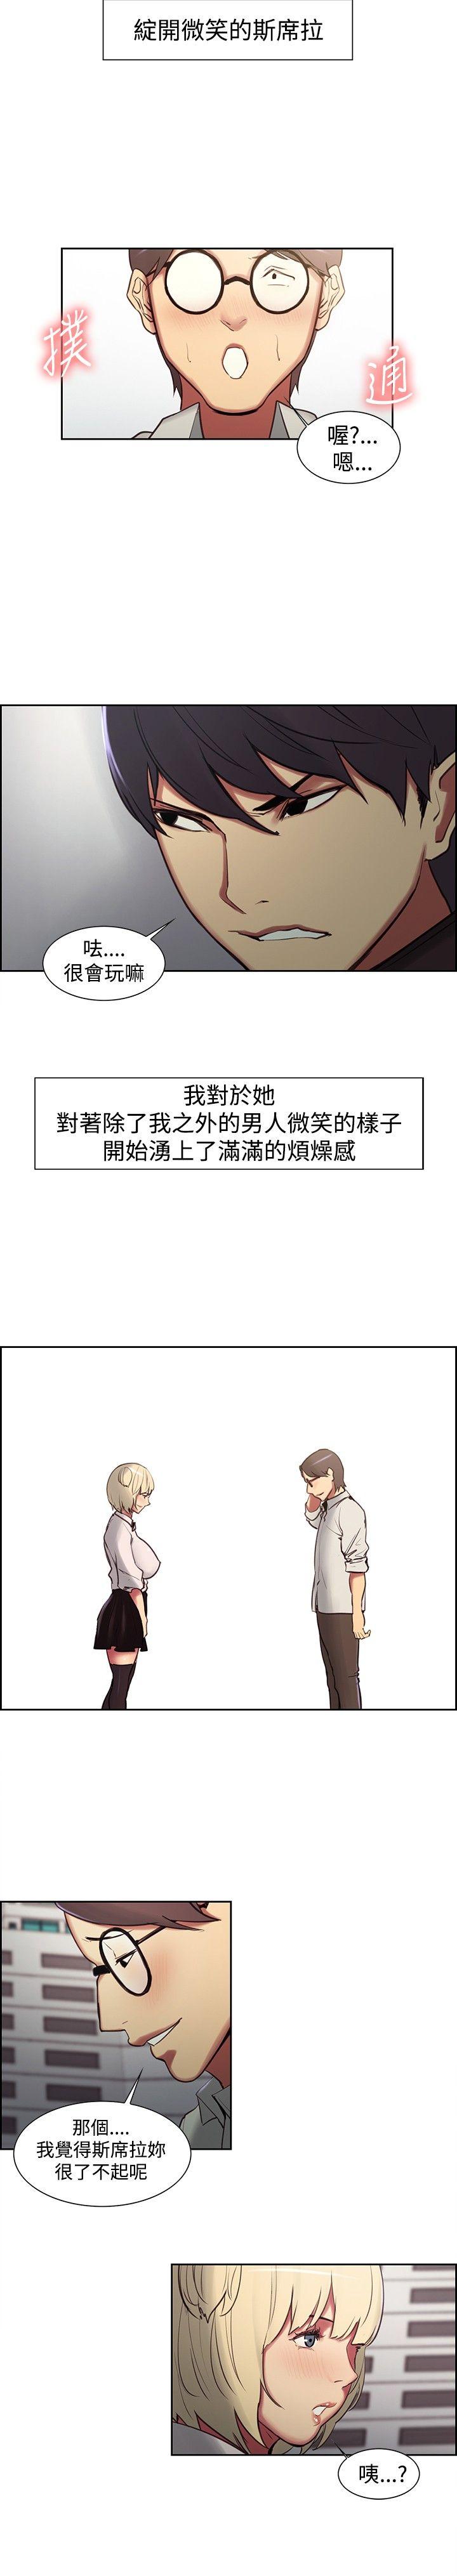 綻開微笑的斯席拉
撲
通
喔?...
嗯...
呿....
很會玩嘛
我對於她
對著除了我之外的男人微笑的樣子
開始湧上了滿滿的煩燥感
那個....
我覺得斯席拉妳
很了不起呢
咦...?